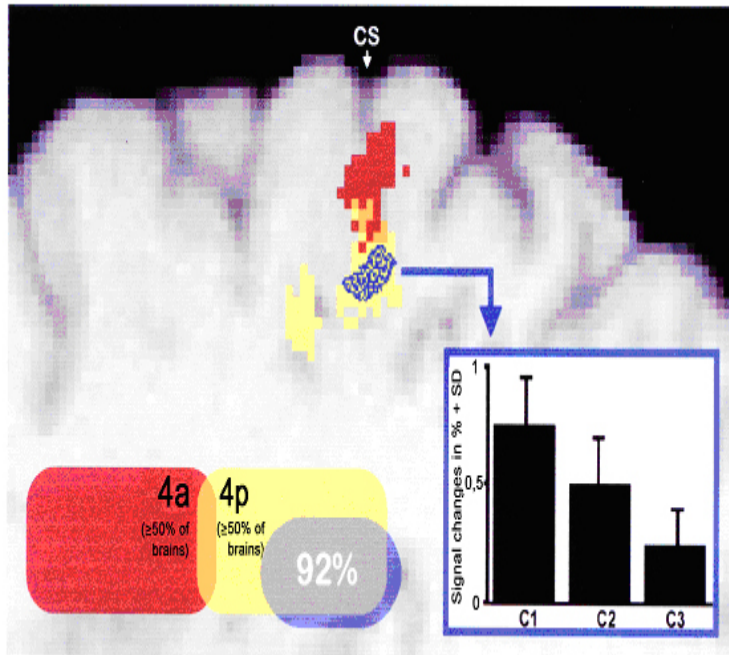 CS
4a
(≥50% of
brains)
4p
(≥50% of
brains)
92%
Signal changes in % + SD
1
0,5
0
C1
C2
C3